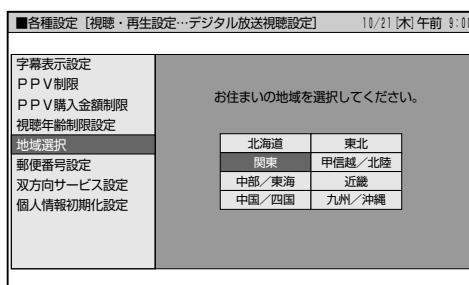 ■各種設定［視聴・再生設定…デジタル放送視聴設定］ 10/21[木]午前 9:0
字幕表示設定
ＰＰＶ制限
ＰＰＶ購入金額制限
視聴年齢制限設定
地域選択
郵便番号設定
双方向サービス設定
個人情報初期化設定
お住まいの地域を選択してください。
北海道 東北
関東 甲信越／北陸
中部／東海 近畿
中国／四国 九州／沖縄